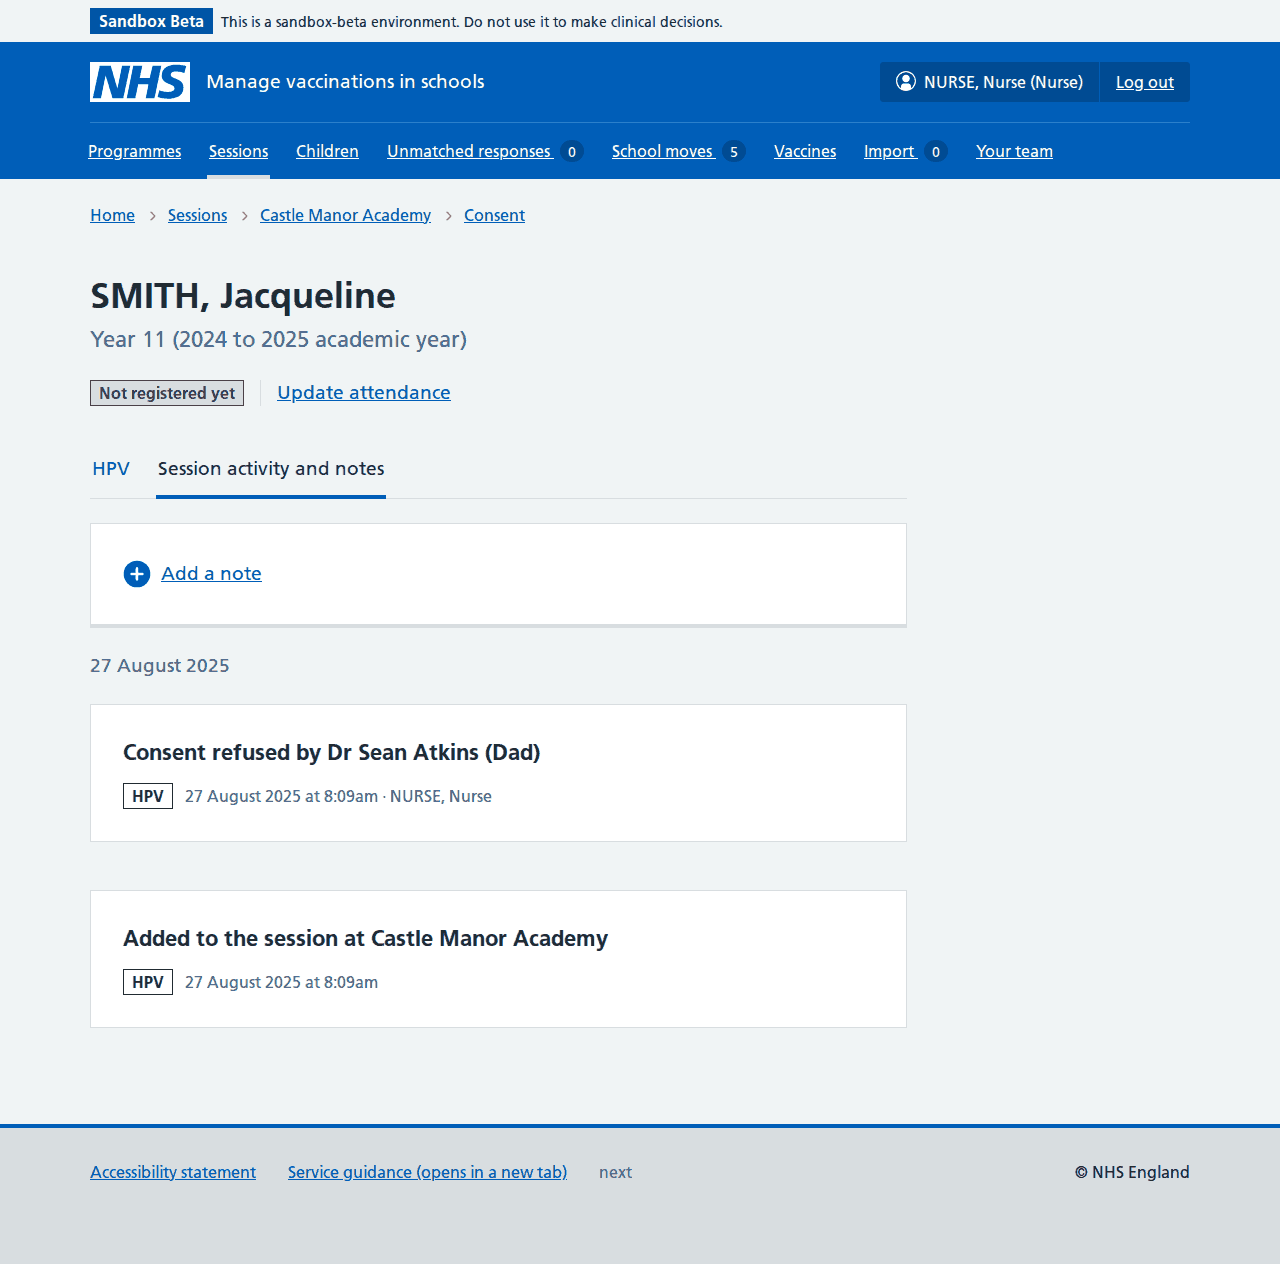 Sandbox Beta This is a sandbox-beta environment. Do not use it to make clinical decisions.
NHS Manage vaccinations in schools NURSE, Nurse (Nurse) Log out
Programmes Sessions Children Unmatched responses 0 School moves 5 Vaccines Import 0 Your team
Home Sessions Castle Manor Academy Consent
SMITH, Jacqueline
Year 11 (2024 to 2025 academic year)
Not registered yet Update attendance
HPV Session activity and notes
Add a note
27 August 2025
Consent refused by Dr Sean Atkins (Dad)
HPV 27 August 2025 at 8:09am · NURSE, Nurse
Added to the session at Castle Manor Academy
HPV 27 August 2025 at 8:09am
Accessibility statement Service guidance (opens in a new tab) next © NHS England